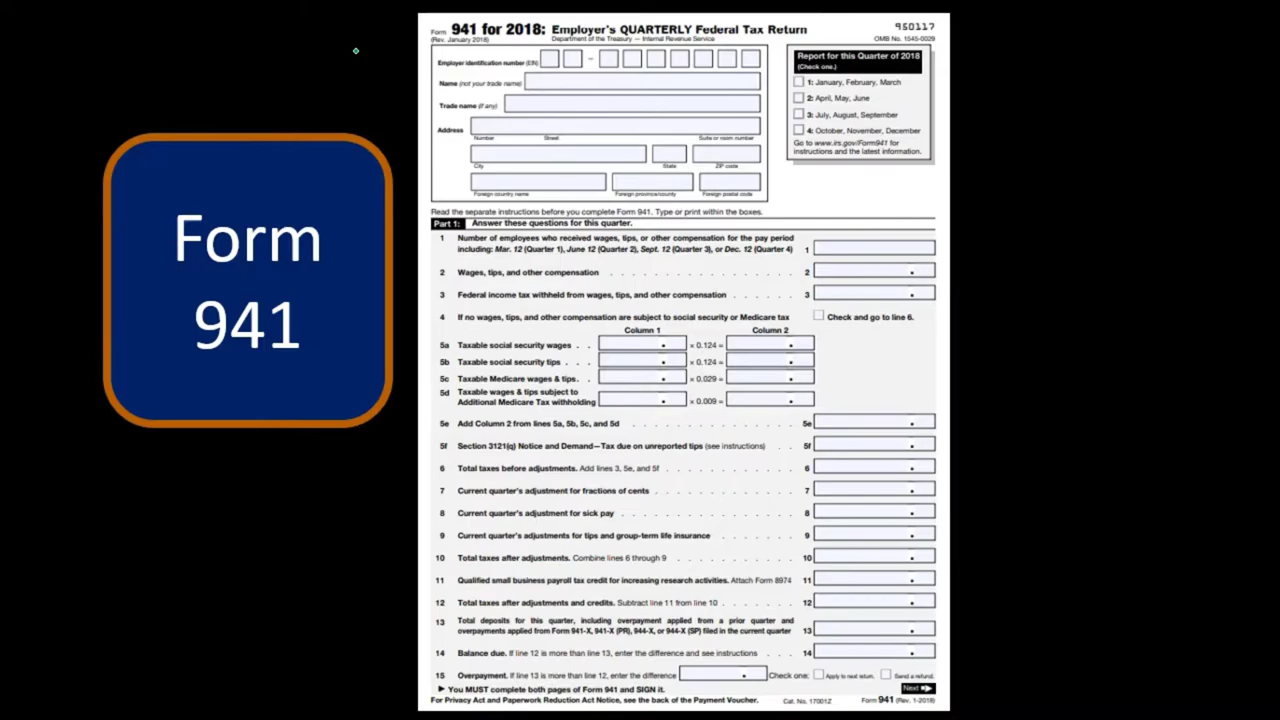 Form
941
Form 941 for 2018: Employer's QUARTERLY Federal Tax Return
(Rev. January 2018) Department of the Treasury — Internal Revenue Service
950117
OMB No. 1545-0029
Employer identification number (EIN) –
Name (not your trade name)
Trade name (if any)
Address
Number Street Suite or room number
City State ZIP code
Foreign country name Foreign province/county Foreign postal code
Report for this Quarter of 2018
(Check one.)
1: January, February, March
2: April, May, June
3: July, August, September
4: October, November, December
Go to www.irs.gov/Form941 for
instructions and the latest information.
Read the separate instructions before you complete Form 941. Type or print within the boxes.
Part 1: Answer these questions for this quarter.
1 Number of employees who received wages, tips, or other compensation for the pay period
including: Mar. 12 (Quarter 1), June 12 (Quarter 2), Sept. 12 (Quarter 3), or Dec. 12 (Quarter 4) 1
2 Wages, tips, and other compensation . . . . . . . . . . . . . . . . . 2 .
3 Federal income tax withheld from wages, tips, and other compensation . . . . . . 3 .
4 If no wages, tips, and other compensation are subject to social security or Medicare tax Check and go to line 6.
Column 1 Column 2
5a Taxable social security wages . . . × 0.124 = .
5b Taxable social security tips . . . . × 0.124 = .
5c Taxable Medicare wages & tips. . . × 0.029 = .
5d Taxable wages & tips subject to
Additional Medicare Tax withholding . × 0.009 = .
5e Add Column 2 from lines 5a, 5b, 5c, and 5d . . . . . . . . . . . . . . . 5e .
5f Section 3121(q) Notice and Demand—Tax due on unreported tips (see instructions) . . 5f .
6 Total taxes before adjustments. Add lines 3, 5e, and 5f . . . . . . . . . . . . 6 .
7 Current quarter's adjustment for fractions of cents . . . . . . . . . . . . . 7 .
8 Current quarter's adjustment for sick pay . . . . . . . . . . . . . . . . 8 .
9 Current quarter's adjustments for tips and group-term life insurance . . . . . . . 9 .
10 Total taxes after adjustments. Combine lines 6 through 9 . . . . . . . . . . . 10 .
11 Qualified small business payroll tax credit for increasing research activities. Attach Form 8974 11 .
12 Total taxes after adjustments and credits. Subtract line 11 from line 10 . . . . . . . 12 .
13 Total deposits for this quarter, including overpayment applied from a prior quarter and
overpayments applied from Form 941-X, 941-X (PR), 944-X, or 944-X (SP) filed in the current quarter 13 .
14 Balance due. If line 12 is more than line 13, enter the difference and see instructions . . . 14 .
15 Overpayment. If line 13 is more than line 12, enter the difference . Check one: Apply to next return. Send a refund.
► You MUST complete both pages of Form 941 and SIGN it. Next ■►
For Privacy Act and Paperwork Reduction Act Notice, see the back of the Payment Voucher. Cat. No. 17001Z Form 941 (Rev. 1-2018)